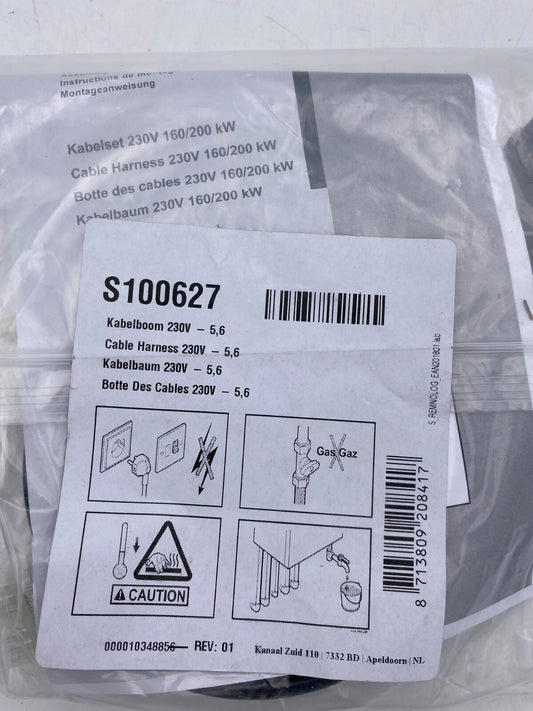 Instructions de montage
Montageanweisung
Kabelset 230V 160/200 kW
Cable Harness 230V 160/200 kW
Botte des cables 230V 160/200 kW
Kabelbaum 230V 160/200 kW
S100627
Kabelboom 230V – 5,6
Cable Harness 230V – 5,6
Kabelbaum 230V – 5,6
Botte Des Cables 230V – 5,6
Gas Gaz
CAUTION
000010348856 REV: 01
Kanaal Zuid 110 | 7332 BD | Apeldoorn | NL
S_REMNOLOG_EAN201801.lab
8 713809 208417